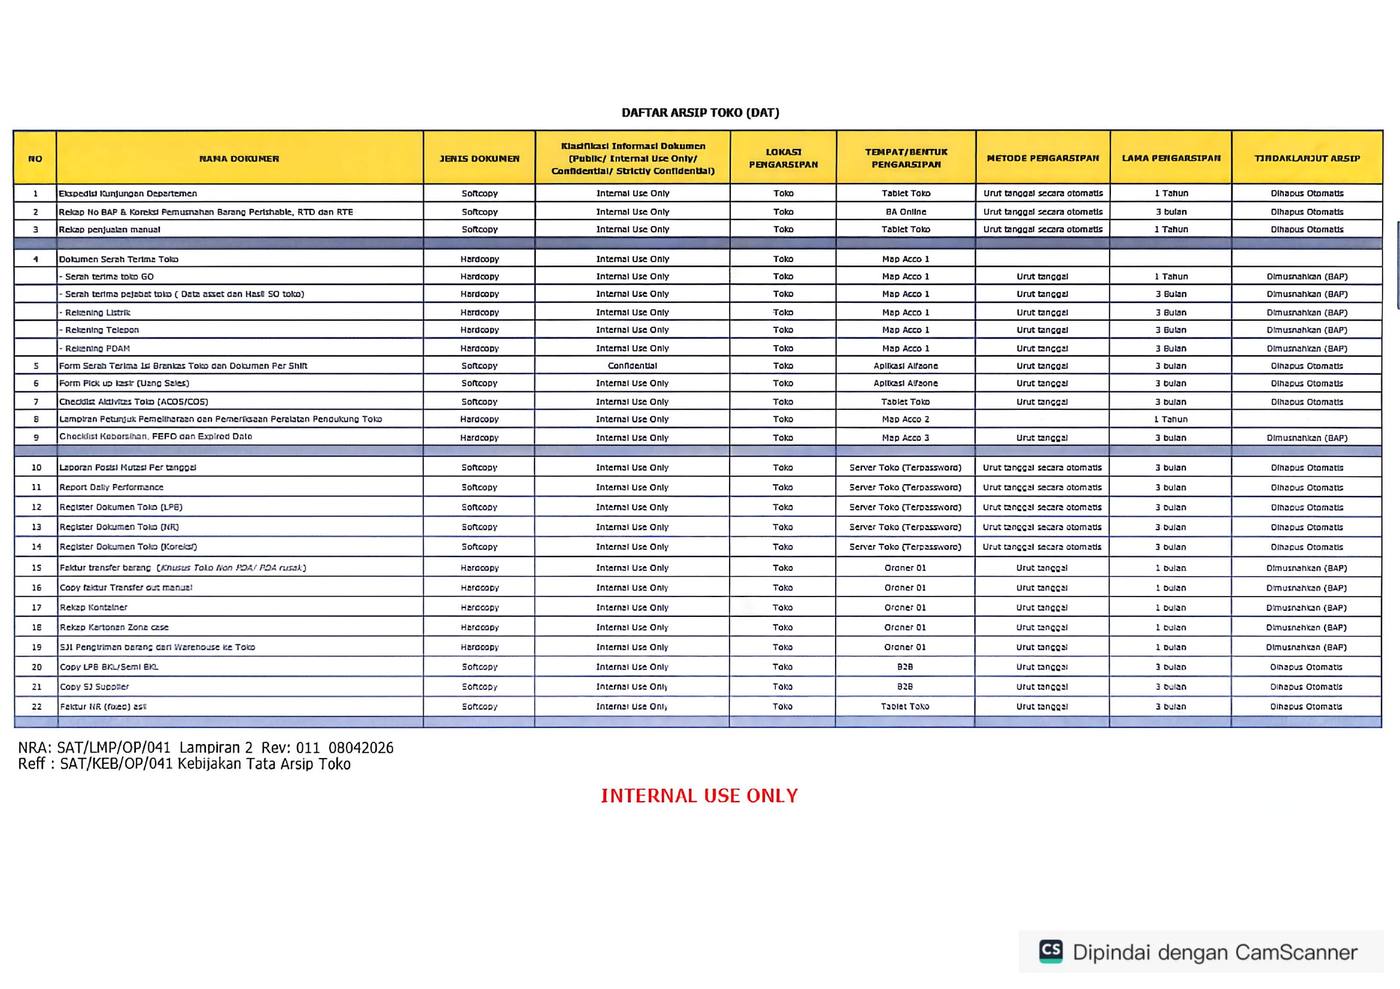 DAFTAR ARSIP TOKO (DAT)
NO NAMA DOKUMEN JENIS DOKUMEN Klasifikasi Informasi Dokumen (Public/ Internal Use Only/ Confidential/ Strictly Confidential) LOKASI PENGARSIPAN TEMPAT/BENTUK PENGARSIPAN METODE PENGARSIPAN LAMA PENGARSIPAN TINDAKLANJUT ARSIP
1 Ekspedisi Kunjungan Departemen Softcopy Internal Use Only Toko Tablet Toko Urut tanggal secara otomatis 1 Tahun Dihapus Otomatis
2 Rekap No BAP & Koreksi Pemusnahan Barang Perishable, RTD dan RTE Softcopy Internal Use Only Toko BA Online Urut tanggal secara otomatis 3 bulan Dihapus Otomatis
3 Rekap penjualan manual Softcopy Internal Use Only Toko Tablet Toko Urut tanggal secara otomatis 1 Tahun Dihapus Otomatis
4 Dokumen Serah Terima Toko Hardcopy Internal Use Only Toko Map Acco 1
- Serah terima toko GO Hardcopy Internal Use Only Toko Map Acco 1 Urut tanggal 1 Tahun Dimusnahkan (BAP)
- Serah terima pejabat toko ( Data asset dan Hasil SO toko) Hardcopy Internal Use Only Toko Map Acco 1 Urut tanggal 3 Bulan Dimusnahkan (BAP)
- Rekening Listrik Hardcopy Internal Use Only Toko Map Acco 1 Urut tanggal 3 Bulan Dimusnahkan (BAP)
- Rekening Telepon Hardcopy Internal Use Only Toko Map Acco 1 Urut tanggal 3 Bulan Dimusnahkan (BAP)
- Rekening PDAM Hardcopy Internal Use Only Toko Map Acco 1 Urut tanggal 3 Bulan Dimusnahkan (BAP)
5 Form Serah Terima Isi Brankas Toko dan Dokumen Per Shift Softcopy Confidential Toko Aplikasi Alfaone Urut tanggal 3 bulan Dihapus Otomatis
6 Form Pick up kasir (Uang Sales) Softcopy Internal Use Only Toko Aplikasi Alfaone Urut tanggal 3 bulan Dihapus Otomatis
7 Checklist Aktivitas Toko (ACOS/COS) Softcopy Internal Use Only Toko Tablet Toko Urut tanggal 3 bulan Dihapus Otomatis
8 Lampiran Petunjuk Pemeliharaan dan Pemeriksaan Peralatan Pendukung Toko Hardcopy Internal Use Only Toko Map Acco 2 1 Tahun
9 Checklist Kebersihan, FEFO dan Expired Date Hardcopy Internal Use Only Toko Map Acco 3 Urut tanggal 3 bulan Dimusnahkan (BAP)
10 Laporan Posisi Mutasi Per tanggal Softcopy Internal Use Only Toko Server Toko (Terpassword) Urut tanggal secara otomatis 3 bulan Dihapus Otomatis
11 Report Daily Performance Softcopy Internal Use Only Toko Server Toko (Terpassword) Urut tanggal secara otomatis 3 bulan Dihapus Otomatis
12 Register Dokumen Toko (LPB) Softcopy Internal Use Only Toko Server Toko (Terpassword) Urut tanggal secara otomatis 3 bulan Dihapus Otomatis
13 Register Dokumen Toko (NR) Softcopy Internal Use Only Toko Server Toko (Terpassword) Urut tanggal secara otomatis 3 bulan Dihapus Otomatis
14 Register Dokumen Toko (Koreksi) Softcopy Internal Use Only Toko Server Toko (Terpassword) Urut tanggal secara otomatis 3 bulan Dihapus Otomatis
15 Faktur transfer barang (Khusus Toko Non PDA/ PDA rusak) Hardcopy Internal Use Only Toko Ordner 01 Urut tanggal 1 bulan Dimusnahkan (BAP)
16 Copy faktur Transfer out manual Hardcopy Internal Use Only Toko Ordner 01 Urut tanggal 1 bulan Dimusnahkan (BAP)
17 Rekap Kontainer Hardcopy Internal Use Only Toko Ordner 01 Urut tanggal 1 bulan Dimusnahkan (BAP)
18 Rekap Kartonan Zona case Hardcopy Internal Use Only Toko Ordner 01 Urut tanggal 1 bulan Dimusnahkan (BAP)
19 SJI Pengiriman barang dari Warehouse ke Toko Hardcopy Internal Use Only Toko Ordner 01 Urut tanggal 1 bulan Dimusnahkan (BAP)
20 Copy LPB BKL/Semi BKL Softcopy Internal Use Only Toko B2B Urut tanggal 3 bulan Dihapus Otomatis
21 Copy SJ Supplier Softcopy Internal Use Only Toko B2B Urut tanggal 3 bulan Dihapus Otomatis
22 Faktur NR (fixed) asli Softcopy Internal Use Only Toko Tablet Toko Urut tanggal 3 bulan Dihapus Otomatis
NRA: SAT/LMP/OP/041 Lampiran 2 Rev: 011 08042026
Reff : SAT/KEB/OP/041 Kebijakan Tata Arsip Toko
INTERNAL USE ONLY
CS Dipindai dengan CamScanner